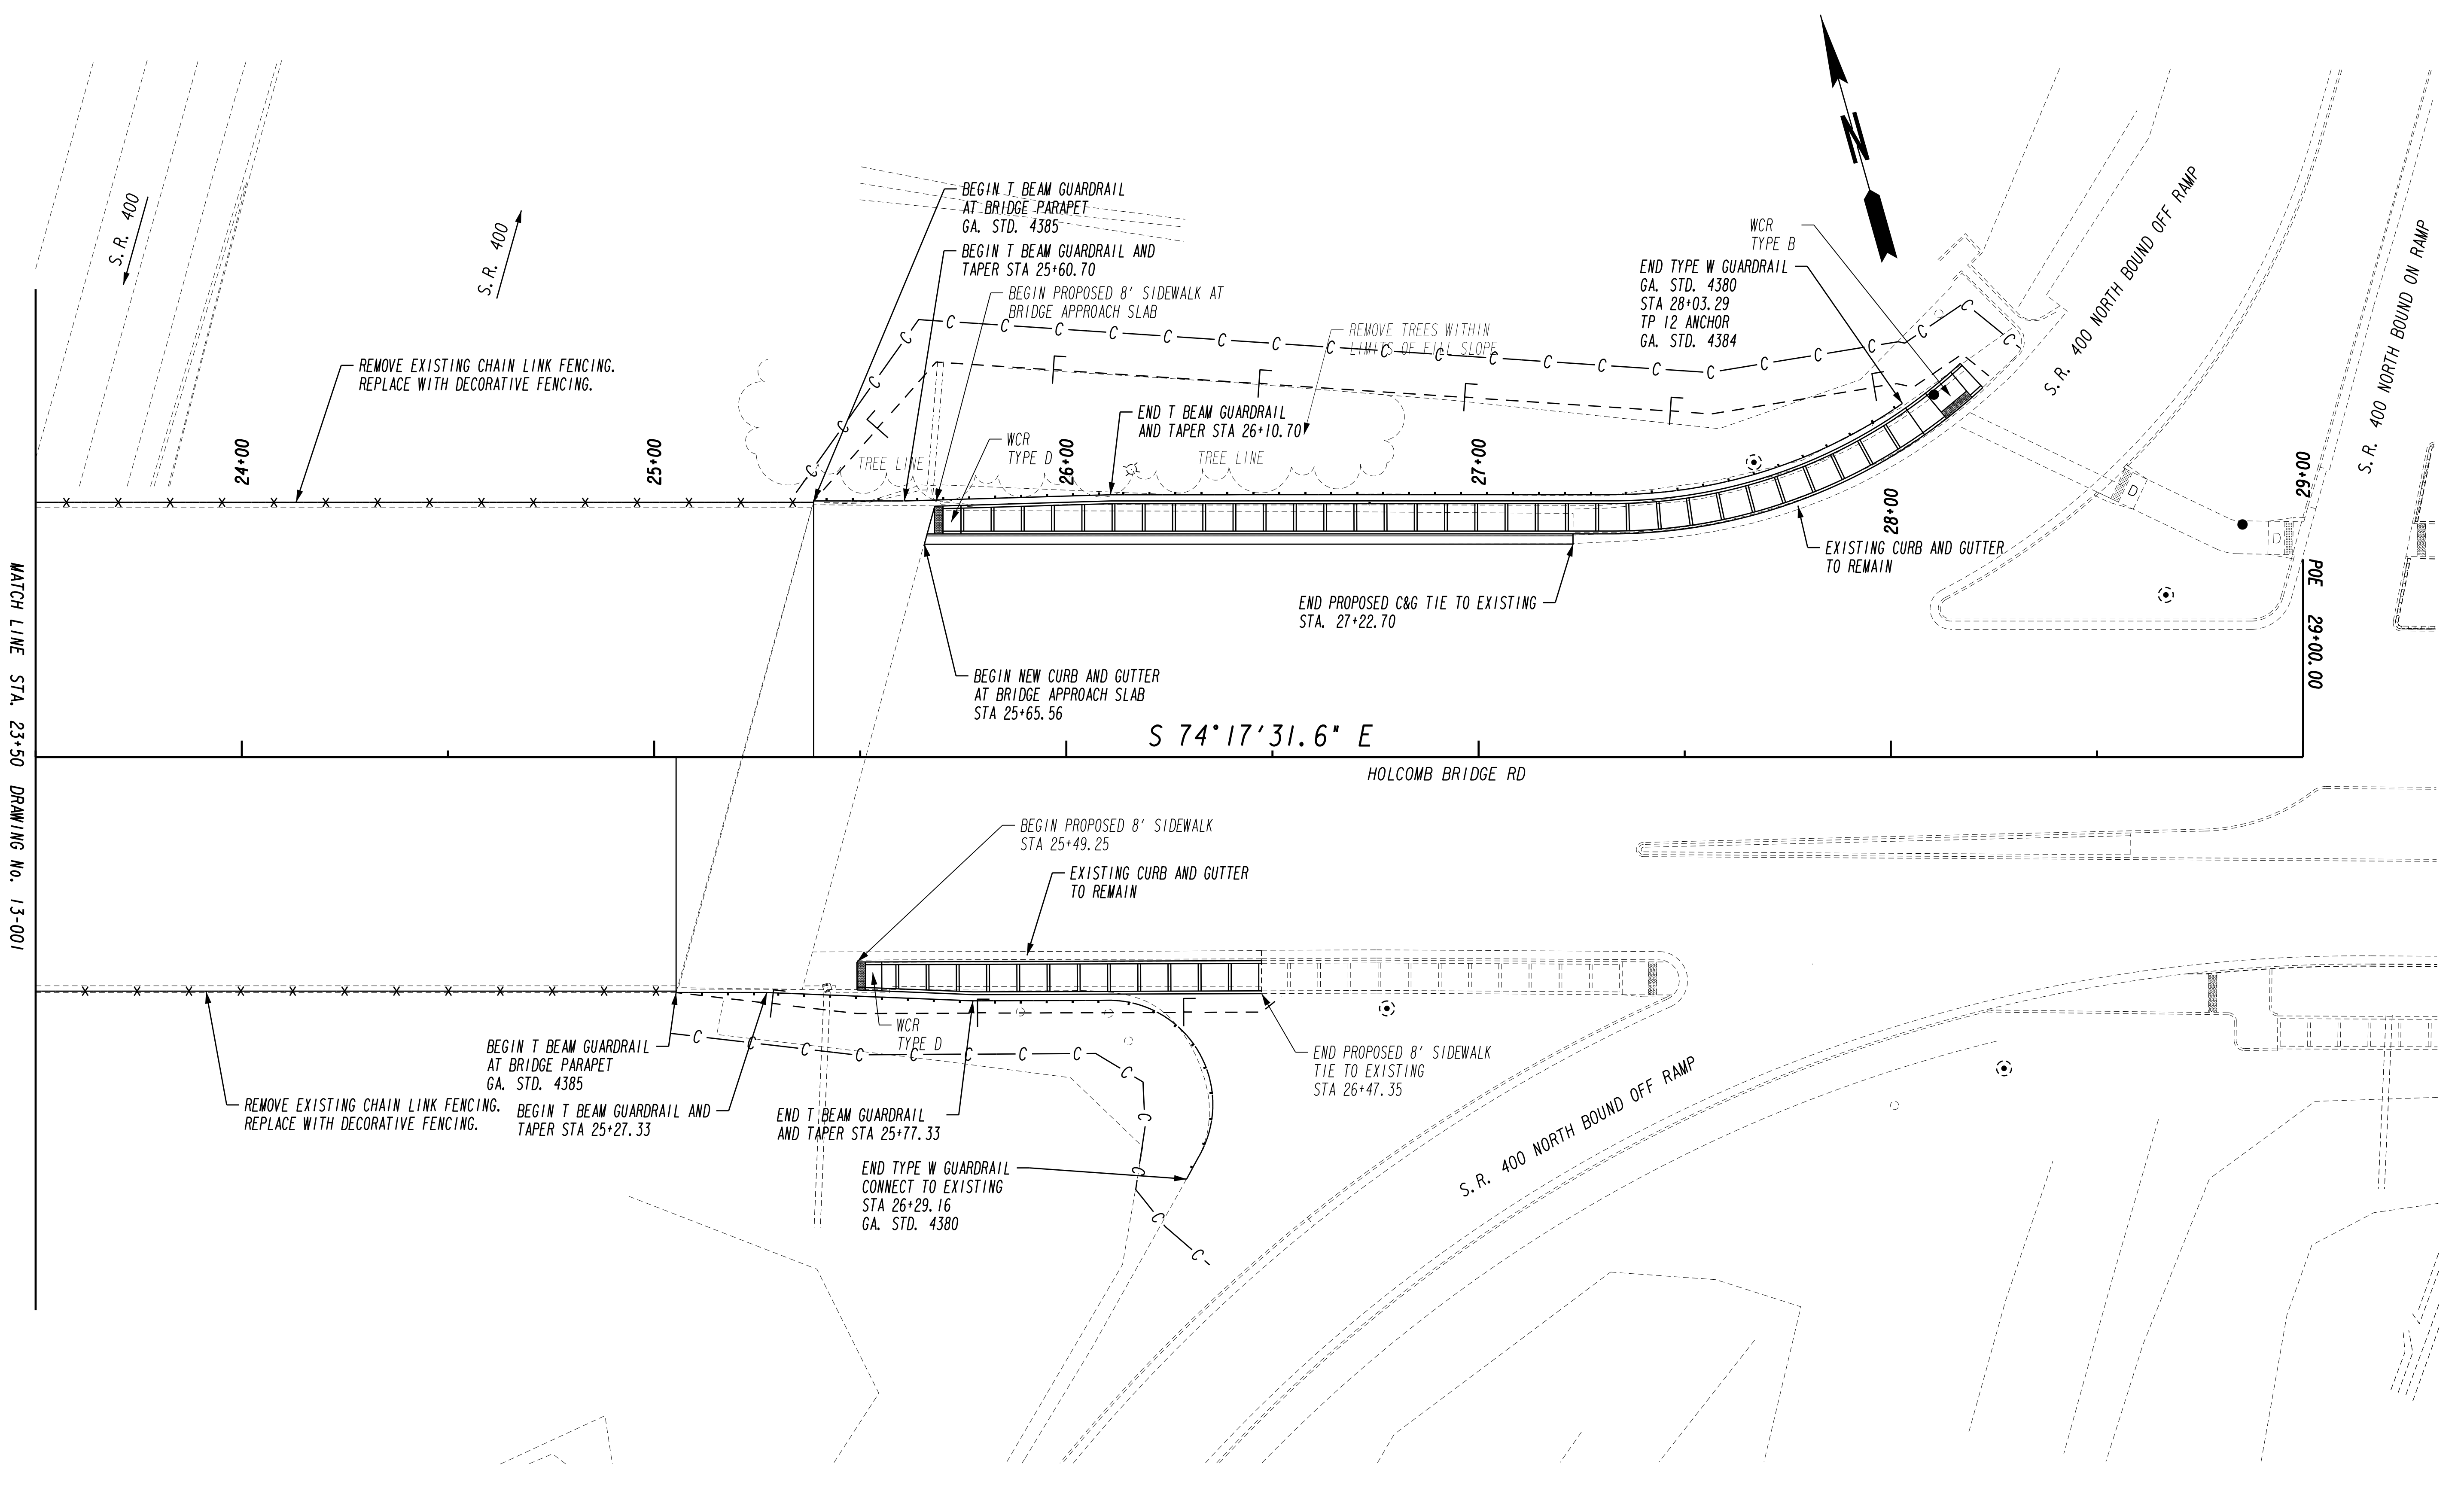 BEGIN T BEAM GUARDRAIL
AT BRIDGE PARAPET
GA. STD. 4385
BEGIN T BEAM GUARDRAIL AND
TAPER STA 25+60.70
BEGIN PROPOSED 8' SIDEWALK AT
BRIDGE APPROACH SLAB
S.R. 400
S.R. 400
N
WCR
TYPE B
END TYPE W GUARDRAIL
GA. STD. 4380
STA 28+03.29
TP 12 ANCHOR
GA. STD. 4384
S.R. 400 NORTH BOUND OFF RAMP
S.R. 400 NORTH BOUND ON RAMP
REMOVE TREES WITHIN
LIMITS OF FILL SLOPE
REMOVE EXISTING CHAIN LINK FENCING.
REPLACE WITH DECORATIVE FENCING.
END T BEAM GUARDRAIL
AND TAPER STA 26+10.70
WCR
TYPE D
TREE LINE
TREE LINE
24+00
25+00
26+00
27+00
28+00
29+00
D
D
EXISTING CURB AND GUTTER
TO REMAIN
END PROPOSED C&G TIE TO EXISTING
STA. 27+22.70
BEGIN NEW CURB AND GUTTER
AT BRIDGE APPROACH SLAB
STA 25+65.56
POE 29+00.00
MATCH LINE STA. 23+50 DRAWING No. 13-001
S 74°17'31.6" E
HOLCOMB BRIDGE RD
BEGIN PROPOSED 8' SIDEWALK
STA 25+49.25
EXISTING CURB AND GUTTER
TO REMAIN
WCR
TYPE D
BEGIN T BEAM GUARDRAIL
AT BRIDGE PARAPET
GA. STD. 4385
REMOVE EXISTING CHAIN LINK FENCING.
REPLACE WITH DECORATIVE FENCING.
BEGIN T BEAM GUARDRAIL AND
TAPER STA 25+27.33
END T BEAM GUARDRAIL
AND TAPER STA 25+77.33
END PROPOSED 8' SIDEWALK
TIE TO EXISTING
STA 26+47.35
END TYPE W GUARDRAIL
CONNECT TO EXISTING
STA 26+29.16
GA. STD. 4380
S.R. 400 NORTH BOUND OFF RAMP